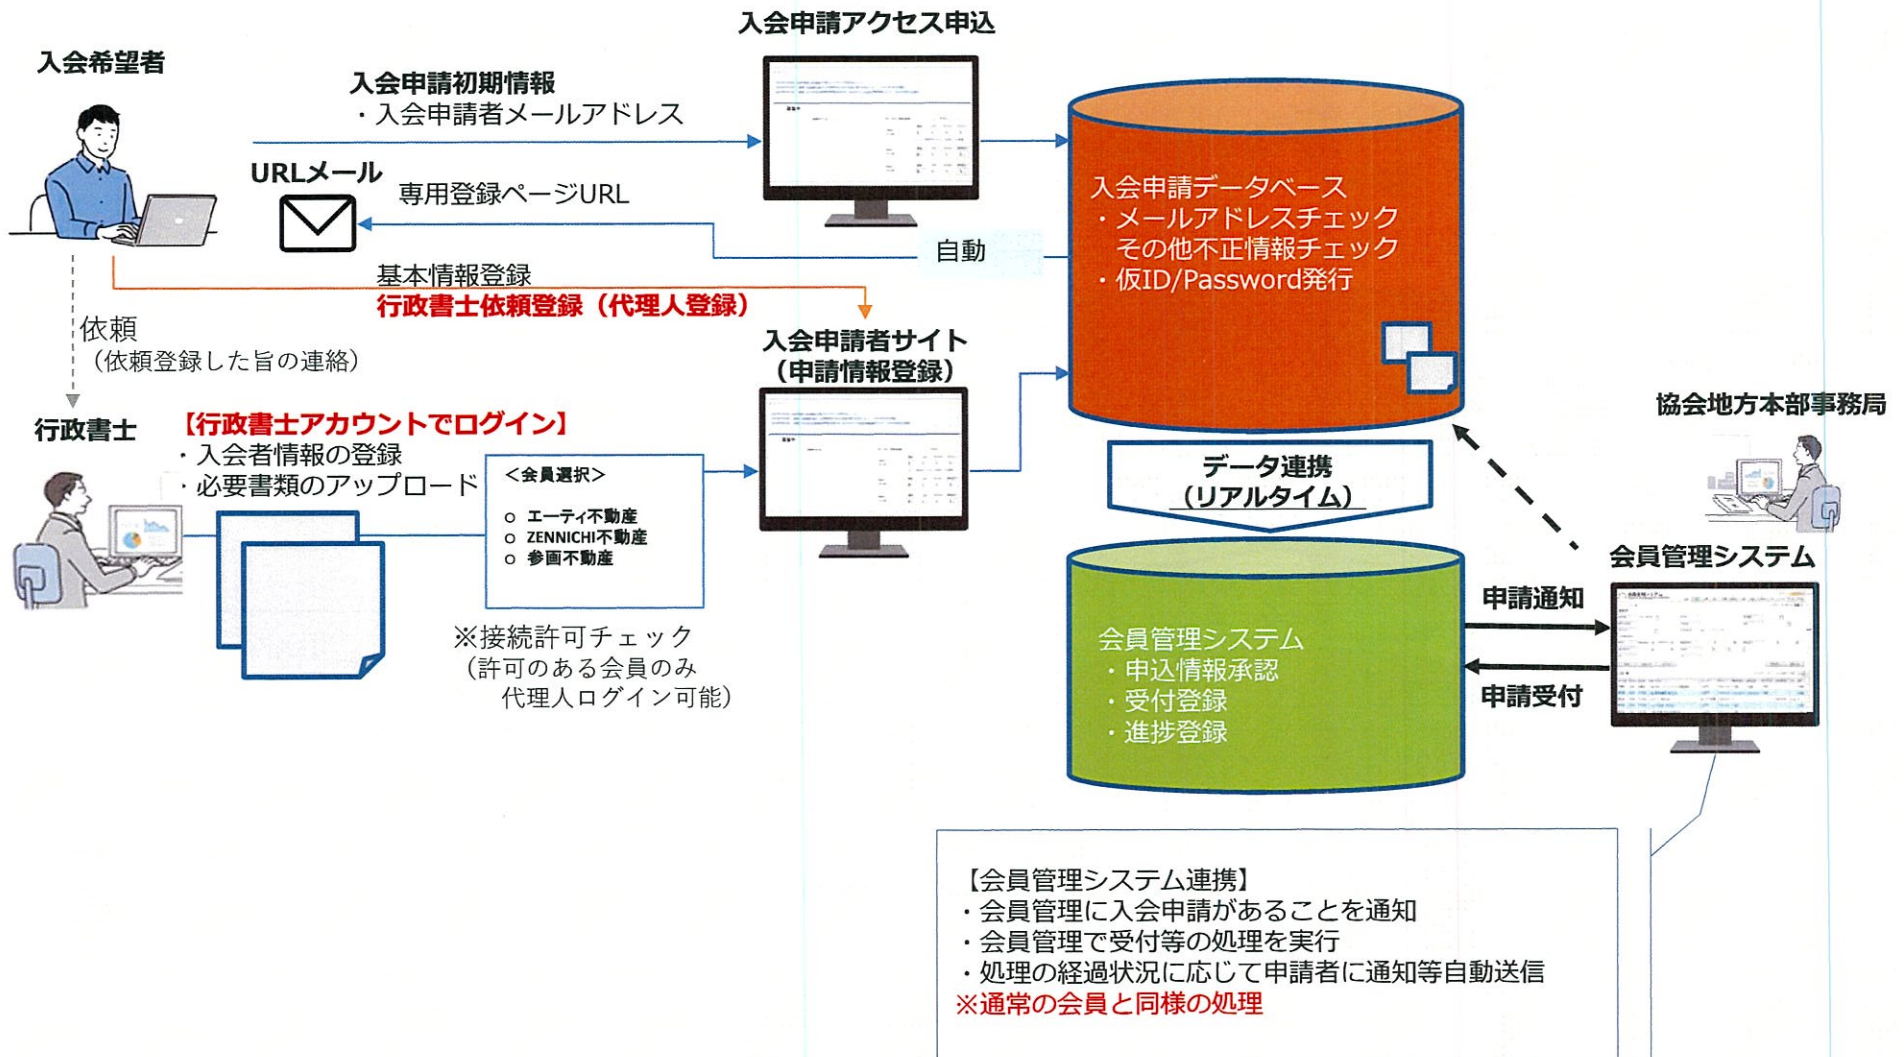 入会申請アクセス申込
入会希望者
入会申請初期情報
・入会申請者メールアドレス
URLメール
専用登録ページURL
自動
基本情報登録
行政書士依頼登録（代理人登録）
入会申請データベース
・メールアドレスチェック
その他不正情報チェック
・仮ID/Password発行
依頼
（依頼登録した旨の連絡）
入会申請者サイト
（申請情報登録）
行政書士
【行政書士アカウントでログイン】
・入会者情報の登録
・必要書類のアップロード
＜会員選択＞
○ エーティ不動産
○ ZENNICHI不動産
○ 参画不動産
※接続許可チェック
（許可のある会員のみ
代理人ログイン可能）
データ連携
（リアルタイム）
協会地方本部事務局
会員管理システム
申請通知
申請受付
会員管理システム
・申込情報承認
・受付登録
・進捗登録
【会員管理システム連携】
・会員管理に入会申請があることを通知
・会員管理で受付等の処理を実行
・処理の経過状況に応じて申請者に通知等自動送信
※通常の会員と同様の処理